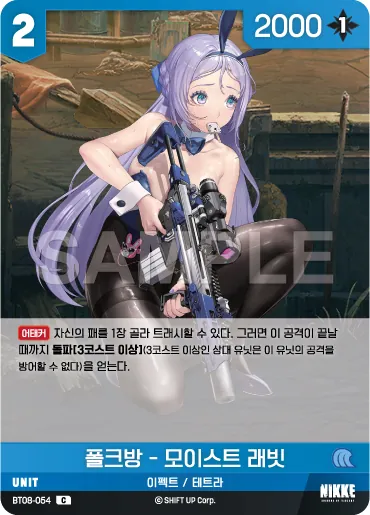 2
2000 1
SAMPLE
어태커 자신의 패를 1장 골라 트래시할 수 있다. 그러면 이 공격이 끝날
때까지 돌파[3코스트 이상](3코스트 이상인 상대 유닛은 이 유닛의 공격을
방어할 수 없다)을 얻는다.
폴크방 - 모이스트 래빗
UNIT
이펙트 / 테트라
NIKKE
BT08-054 C
©SHIFT UP Corp.